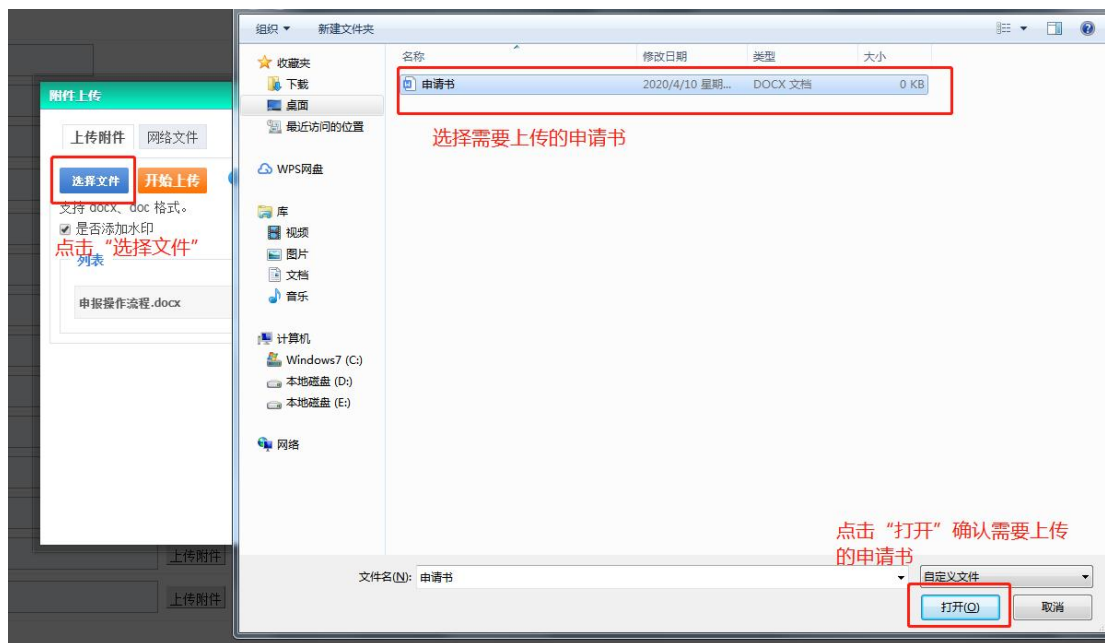 组织
新建文件夹
名称
修改日期
类型
大小
收藏夹
下载
桌面
最近访问的位置
WPS网盘
库
视频
图片
文档
音乐
计算机
Windows7 (C:)
本地磁盘 (D:)
本地磁盘 (E:)
网络
申请书
2020/4/10 星期...
DOCX 文档
0 KB
选择需要上传的申请书
附件上传
上传附件
网络文件
选择文件
开始上传
支持 docx、doc 格式。
是否添加水印
点击“选择文件”
列表
申报操作流程.docx
上传附件
上传附件
点击“打开”确认需要上传
的申请书
文件名(N):
申请书
自定义文件
打开(O)
取消